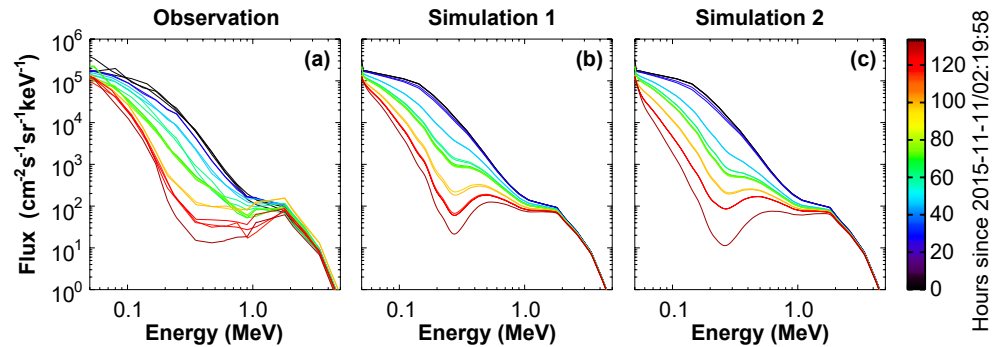 Observation
Simulation 1
Simulation 2
(a)
(b)
(c)
Flux (cm⁻²s⁻¹sr⁻¹keV⁻¹)
10⁶
10⁵
10⁴
10³
10²
10¹
10⁰
0.1
1.0
0.1
1.0
0.1
1.0
Energy (MeV)
Energy (MeV)
Energy (MeV)
120
100
80
60
40
20
0
Hours since 2015-11-11/02:19:58